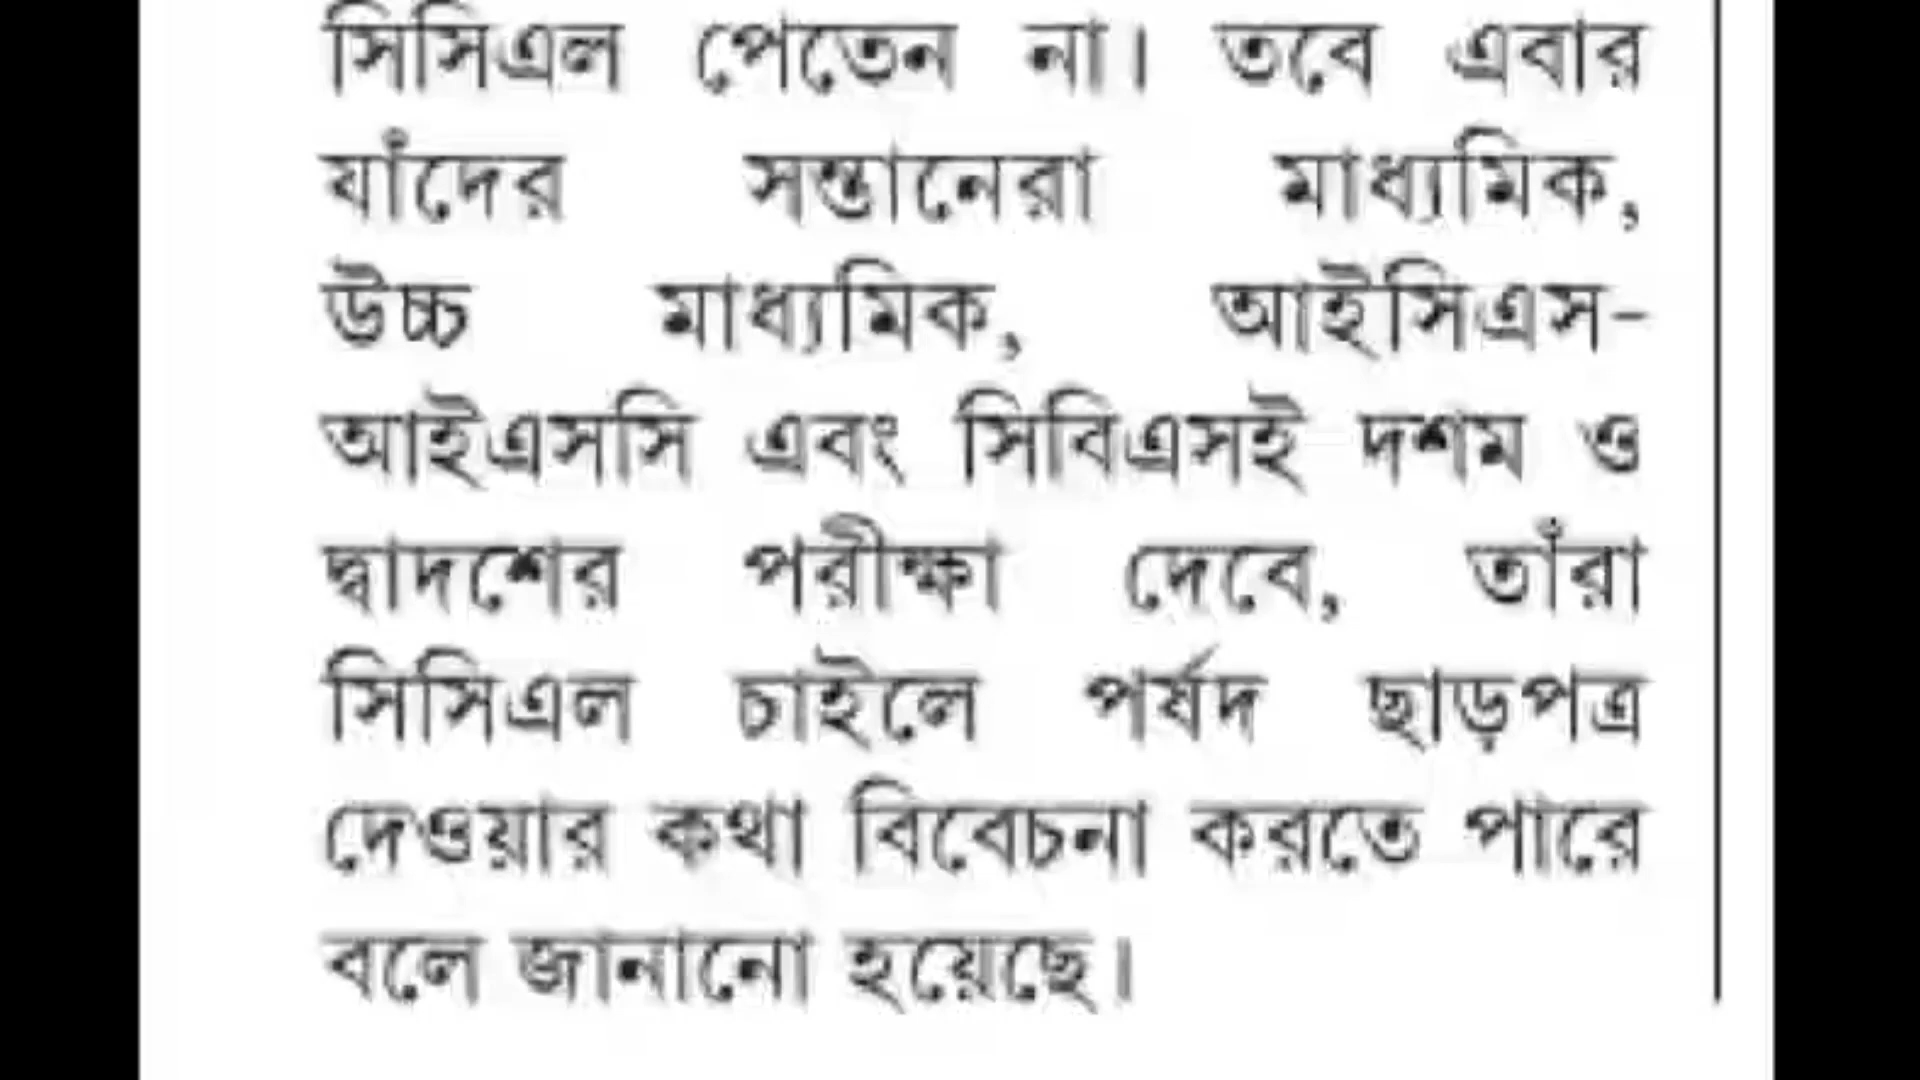 সিসিএল পেতেন না। তবে এবার
যাঁদের সন্তানেরা মাধ্যমিক,
উচ্চ মাধ্যমিক, আইসিএস-
আইএসসি এবং সিবিএসই দশম ও
দ্বাদশের পরীক্ষা দেবে, তাঁরা
সিসিএল চাইলে পর্ষদ ছাড়পত্র
দেওয়ার কথা বিবেচনা করতে পারে
বলে জানানো হয়েছে।